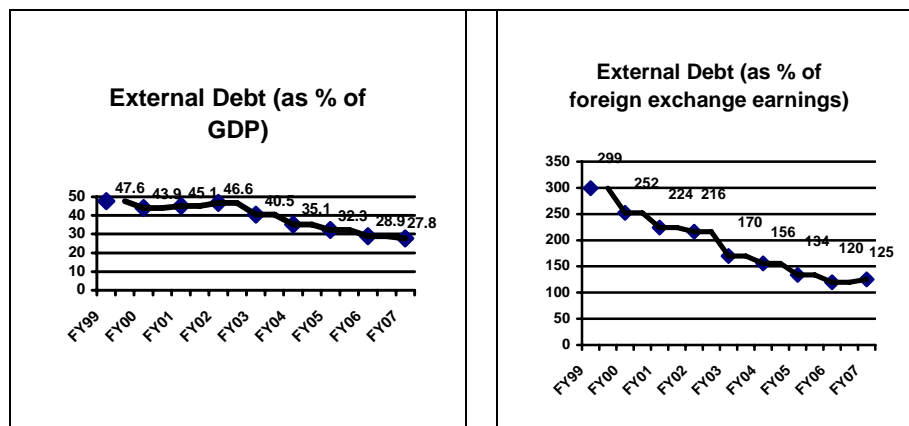 External Debt (as % of
GDP)
47.6 43.9 45.1 46.6 40.5 35.1 32.3 28.9 27.8
50
40
30
20
10
0
FY99 FY00 FY01 FY02 FY03 FY04 FY05 FY06 FY07
External Debt (as % of
foreign exchange earnings)
299 252 224 216 170 156 134 120 125
350
300
250
200
150
100
50
0
FY99 FY00 FY01 FY02 FY03 FY04 FY05 FY06 FY07